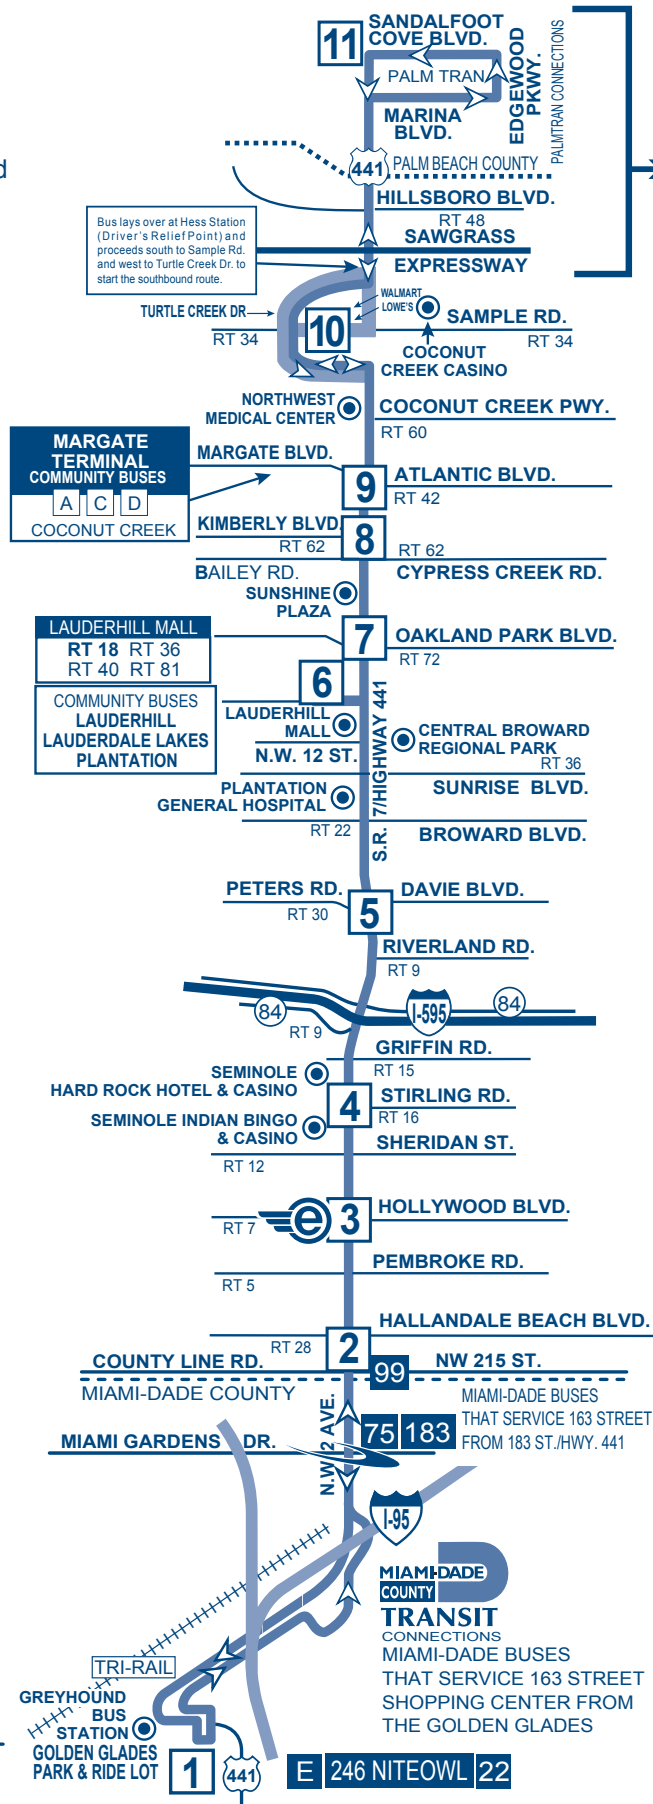 SANDALFOOT
COVE BLVD.
11
PALM TRAN
EDGEWOOD
PKWY.
PALMTRAN CONNECTIONS
MARINA
BLVD.
441
PALM BEACH COUNTY
d
HILLSBORO BLVD.
RT 48
Bus lays over at Hess Station
(Driver's Relief Point) and
proceeds south to Sample Rd.
and west to Turtle Creek Dr. to
start the southbound route.
SAWGRASS
EXPRESSWAY
TURTLE CREEK DR
WALMART
LOWE'S
10
SAMPLE RD.
RT 34
RT 34
COCONUT
CREEK CASINO
NORTHWEST
MEDICAL CENTER
COCONUT CREEK PWY.
RT 60
MARGATE
TERMINAL
COMMUNITY BUSES
A C D
COCONUT CREEK
MARGATE BLVD.
9
ATLANTIC BLVD.
RT 42
KIMBERLY BLVD.
RT 62
8
RT 62
BAILEY RD.
CYPRESS CREEK RD.
SUNSHINE
PLAZA
LAUDERHILL MALL
RT 18 RT 36
RT 40 RT 81
7
OAKLAND PARK BLVD.
RT 72
6
COMMUNITY BUSES
LAUDERHILL
LAUDERDALE LAKES
PLANTATION
LAUDERHILL
MALL
N.W. 12 ST.
S.R. 7/HIGHWAY 441
CENTRAL BROWARD
REGIONAL PARK
RT 36
SUNRISE BLVD.
PLANTATION
GENERAL HOSPITAL
RT 22
BROWARD BLVD.
PETERS RD.
RT 30
5
DAVIE BLVD.
RIVERLAND RD.
RT 9
84
RT 9
I-595
84
GRIFFIN RD.
RT 15
SEMINOLE
HARD ROCK HOTEL & CASINO
4
STIRLING RD.
RT 16
SEMINOLE INDIAN BINGO
& CASINO
SHERIDAN ST.
RT 12
RT 7
e
3
HOLLYWOOD BLVD.
PEMBROKE RD.
RT 5
HALLANDALE BEACH BLVD.
RT 28
2
COUNTY LINE RD.
99
NW 215 ST.
MIAMI-DADE COUNTY
N.W. 2 AVE.
75 183
MIAMI-DADE BUSES
THAT SERVICE 163 STREET
FROM 183 ST./HWY. 441
MIAMI GARDENS DR.
I-95
MIAMI-DADE
COUNTY
TRANSIT
CONNECTIONS
MIAMI-DADE BUSES
THAT SERVICE 163 STREET
SHOPPING CENTER FROM
THE GOLDEN GLADES
TRI-RAIL
GREYHOUND
BUS
STATION
GOLDEN GLADES
PARK & RIDE LOT
1
441
E 246 NITEOWL 22